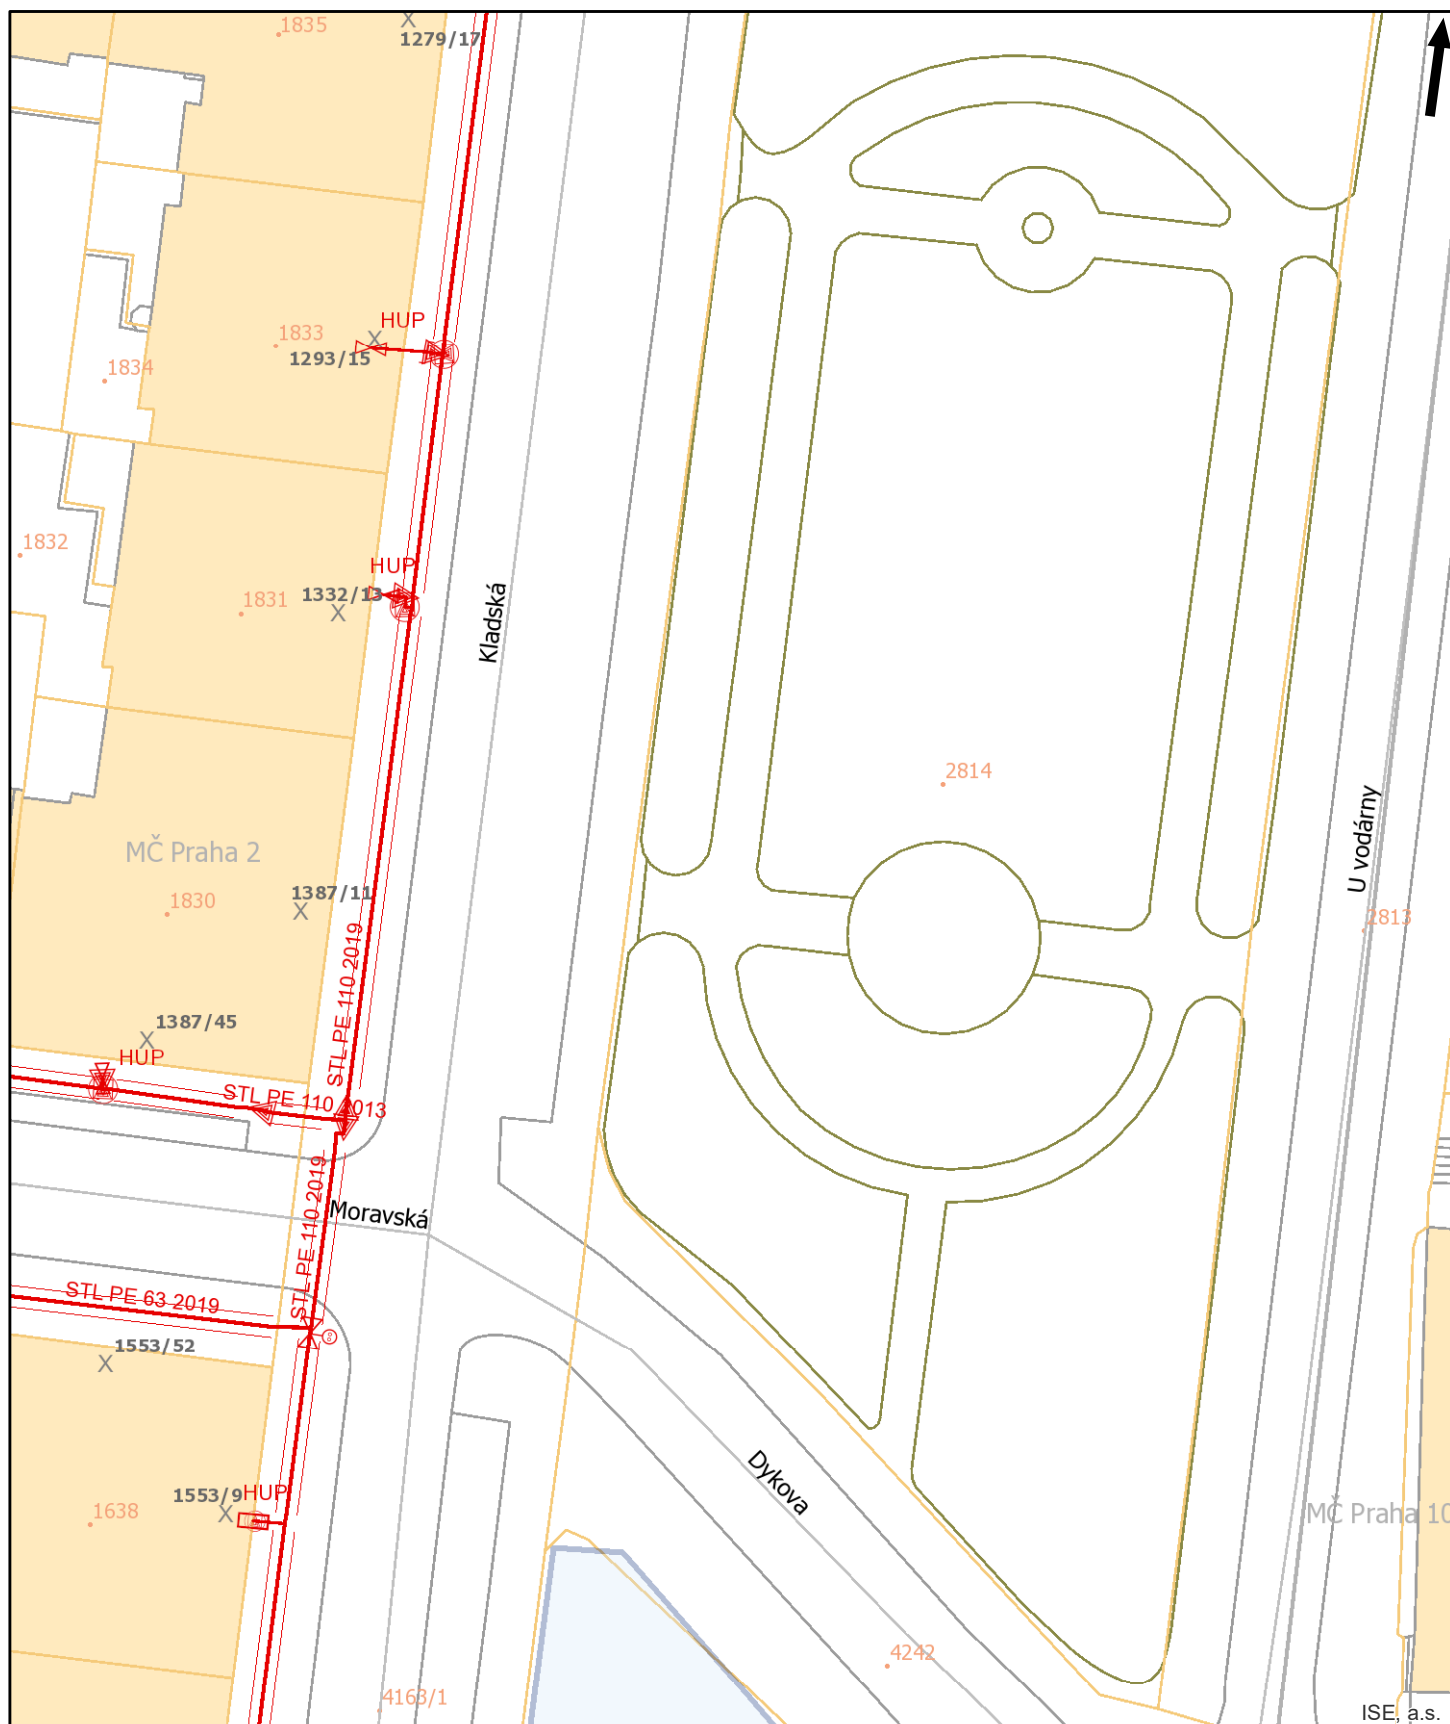 1835
1279/17
HUP
1833
1293/15
1834
1832
HUP
1332/13
1831
Kladská
2814
U vodárny
MČ Praha 2
1387/11
1830
2813
STL PE 110 2019
1387/45
HUP
STL PE 110 2013
STL PE 110 2019
Moravská
STL PE 63 2019
1553/52
Dykova
1553/9
HUP
1638
MČ Praha 10
4242
4163/1
ISE, a.s.